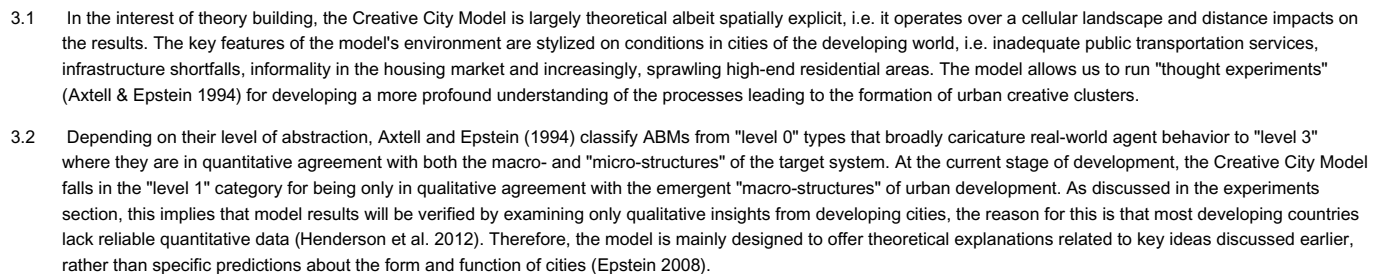 3.1 In the interest of theory building, the Creative City Model is largely theoretical albeit spatially explicit, i.e. it operates over a cellular landscape and distance impacts on
the results. The key features of the model's environment are stylized on conditions in cities of the developing world, i.e. inadequate public transportation services,
infrastructure shortfalls, informality in the housing market and increasingly, sprawling high-end residential areas. The model allows us to run "thought experiments"
(Axtell & Epstein 1994) for developing a more profound understanding of the processes leading to the formation of urban creative clusters.
3.2 Depending on their level of abstraction, Axtell and Epstein (1994) classify ABMs from "level 0" types that broadly caricature real-world agent behavior to "level 3"
where they are in quantitative agreement with both the macro- and "micro-structures" of the target system. At the current stage of development, the Creative City Model
falls in the "level 1" category for being only in qualitative agreement with the emergent "macro-structures" of urban development. As discussed in the experiments
section, this implies that model results will be verified by examining only qualitative insights from developing cities, the reason for this is that most developing countries
lack reliable quantitative data (Henderson et al. 2012). Therefore, the model is mainly designed to offer theoretical explanations related to key ideas discussed earlier,
rather than specific predictions about the form and function of cities (Epstein 2008).